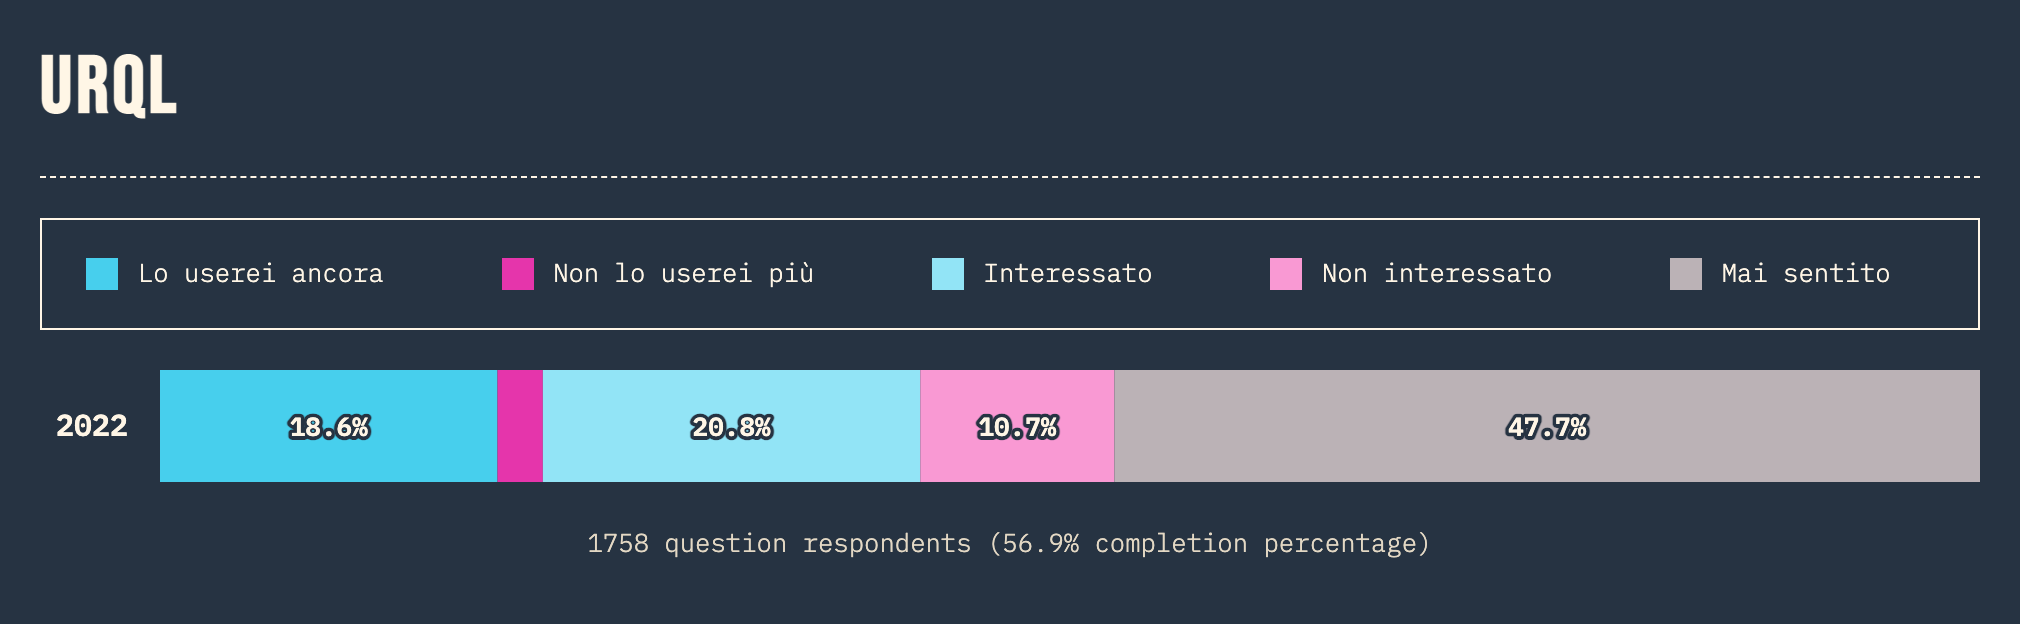 URQL
Lo userei ancora Non lo userei più Interessato Non interessato Mai sentito
2022 18.6% 20.8% 10.7% 47.7%
1758 question respondents (56.9% completion percentage)